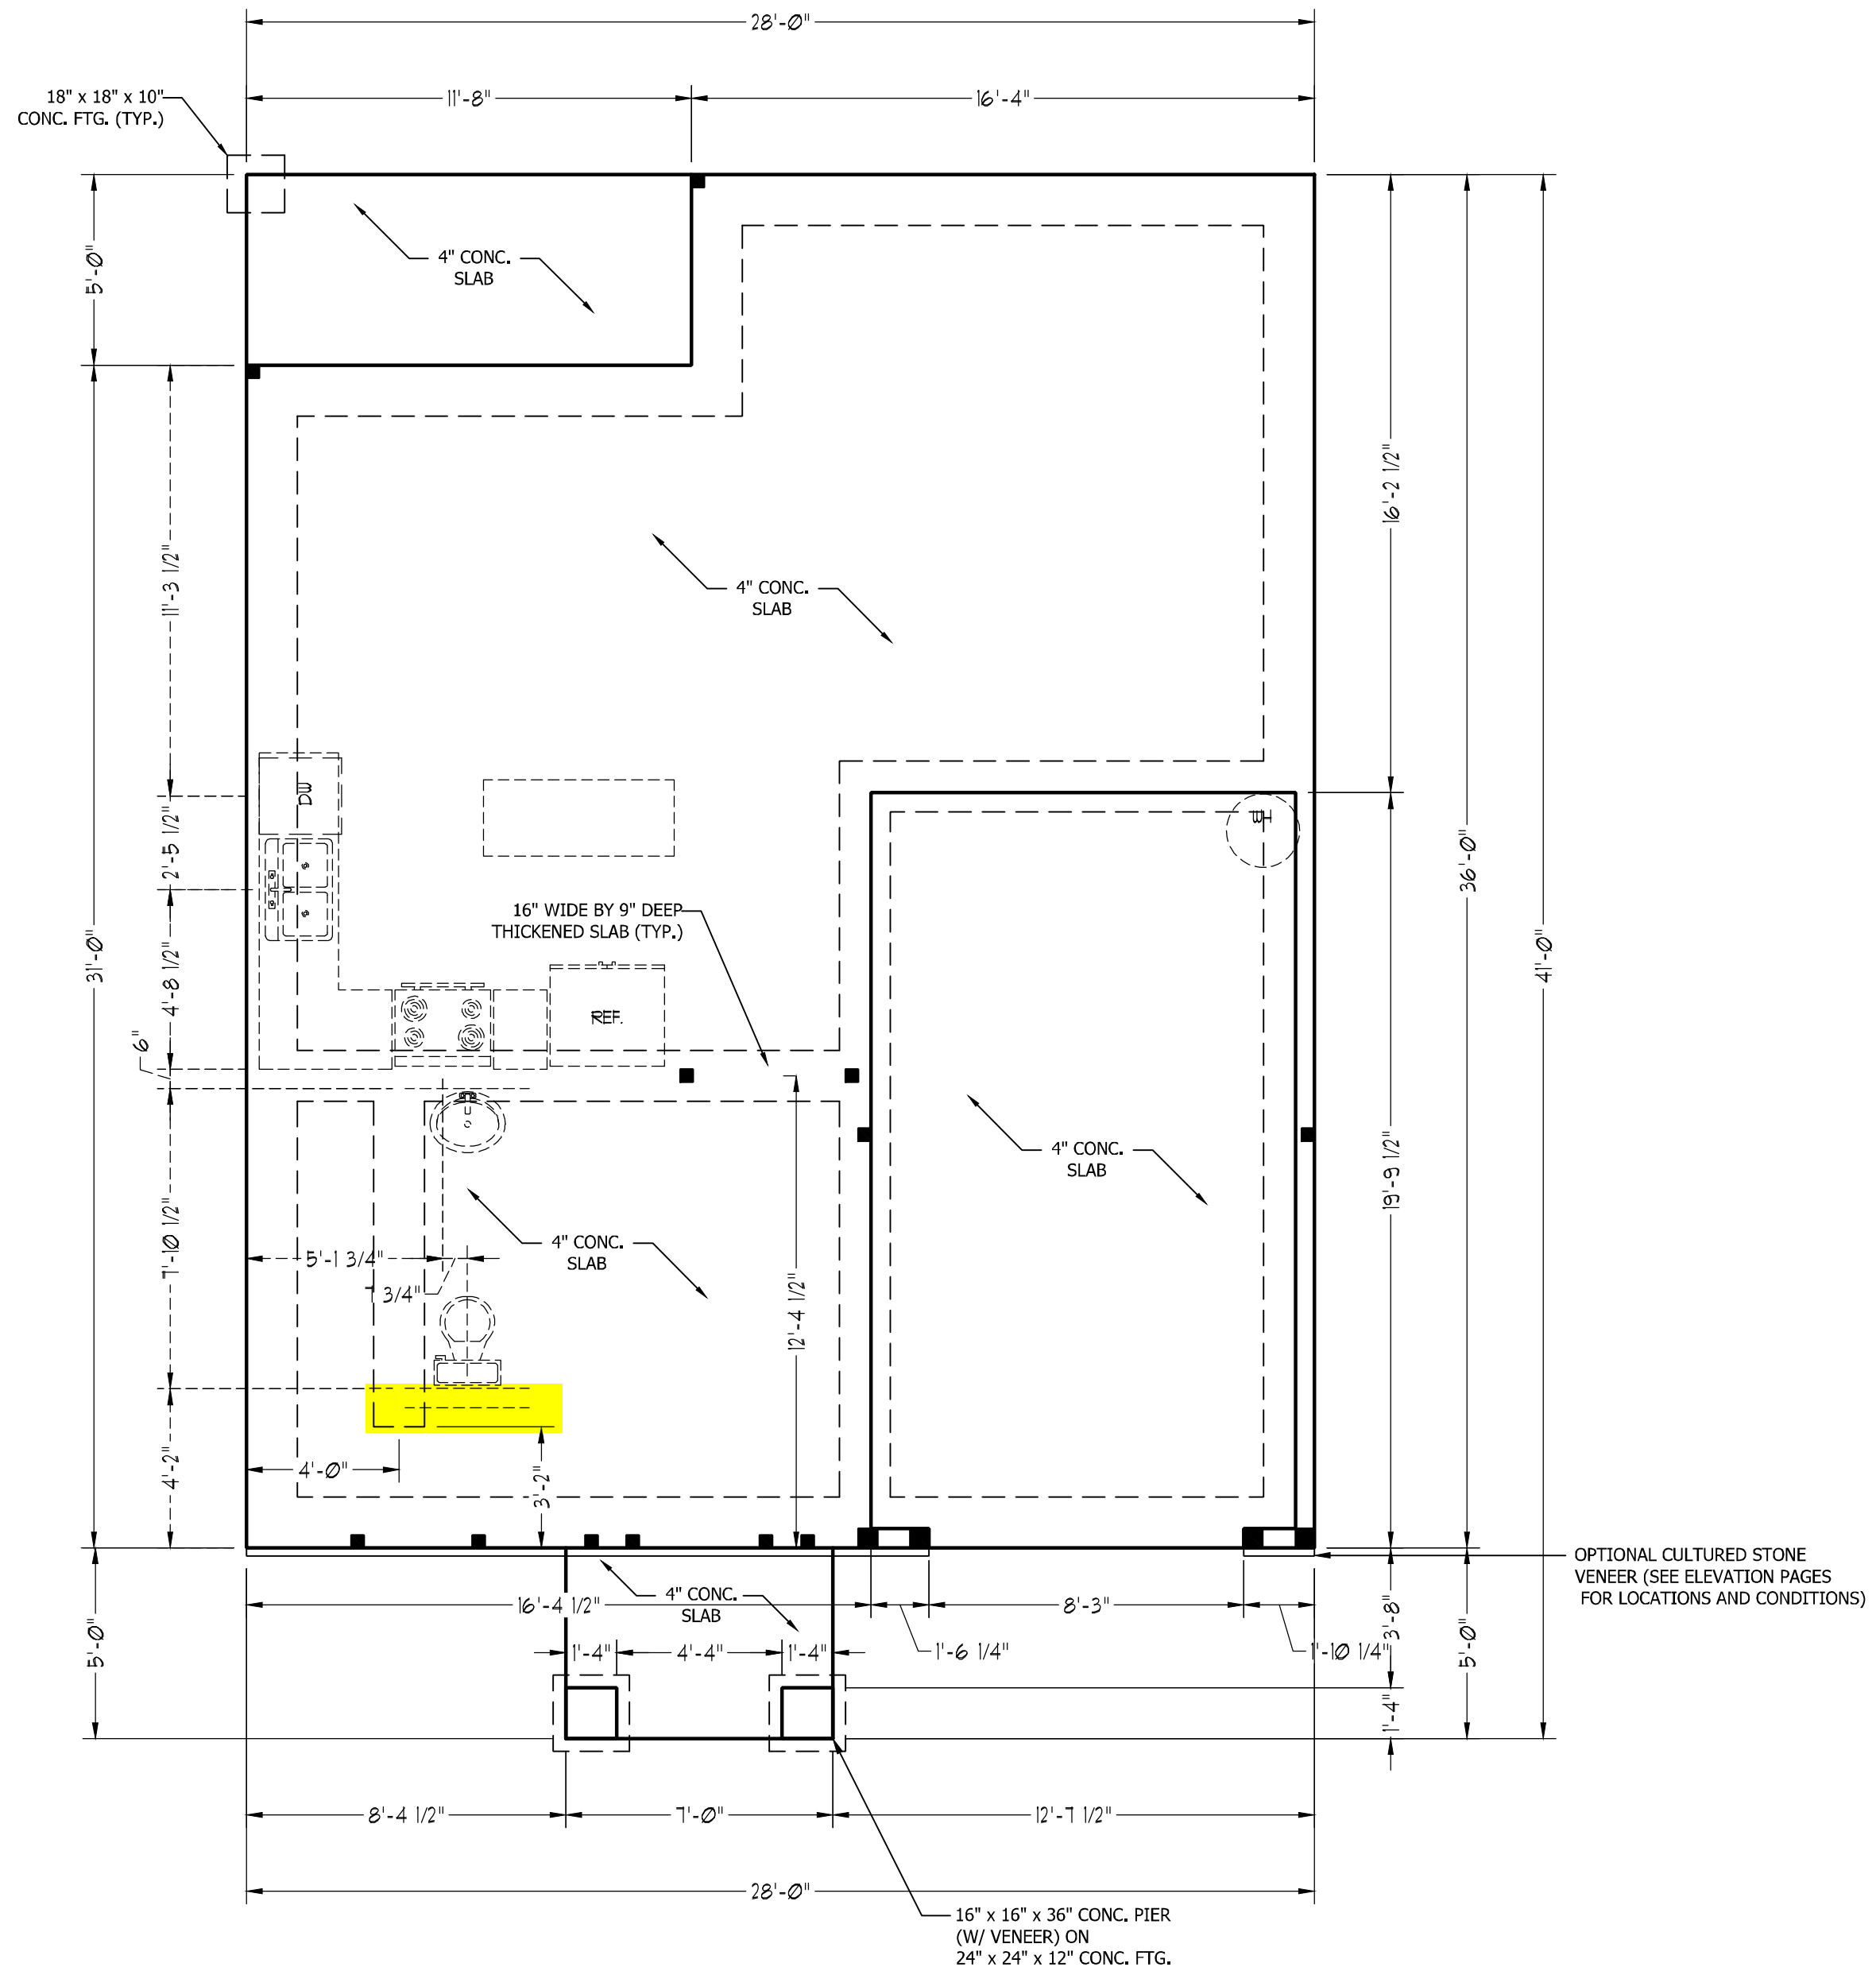 28'-0"
11'-8"
16'-4"
18" x 18" x 10"
CONC. FTG. (TYP.)
5'-0"
4" CONC.
SLAB
16'-2 1/2"
11'-3 1/2"
4" CONC.
SLAB
DW
2'-5 1/2"
WH
36'-0"
S
S
16" WIDE BY 9" DEEP
THICKENED SLAB (TYP.)
31'-0"
4'-8 1/2"
41'-0"
REF.
6"
4" CONC.
SLAB
19'-9 1/2"
7'-10 1/2"
5'-1 3/4"
4" CONC.
SLAB
7 3/4"
12'-4 1/2"
4'-2"
4'-0"
3'-2"
OPTIONAL CULTURED STONE
VENEER (SEE ELEVATION PAGES
FOR LOCATIONS AND CONDITIONS)
4" CONC.
SLAB
16'-4 1/2"
8'-3"
3'-8"
5'-0"
1'-4"
4'-4"
1'-4"
1'-6 1/4"
1'-10 1/4"
5'-0"
1'-4"
8'-4 1/2"
7'-0"
12'-7 1/2"
28'-0"
16" x 16" x 36" CONC. PIER
(W/ VENEER) ON
24" x 24" x 12" CONC. FTG.